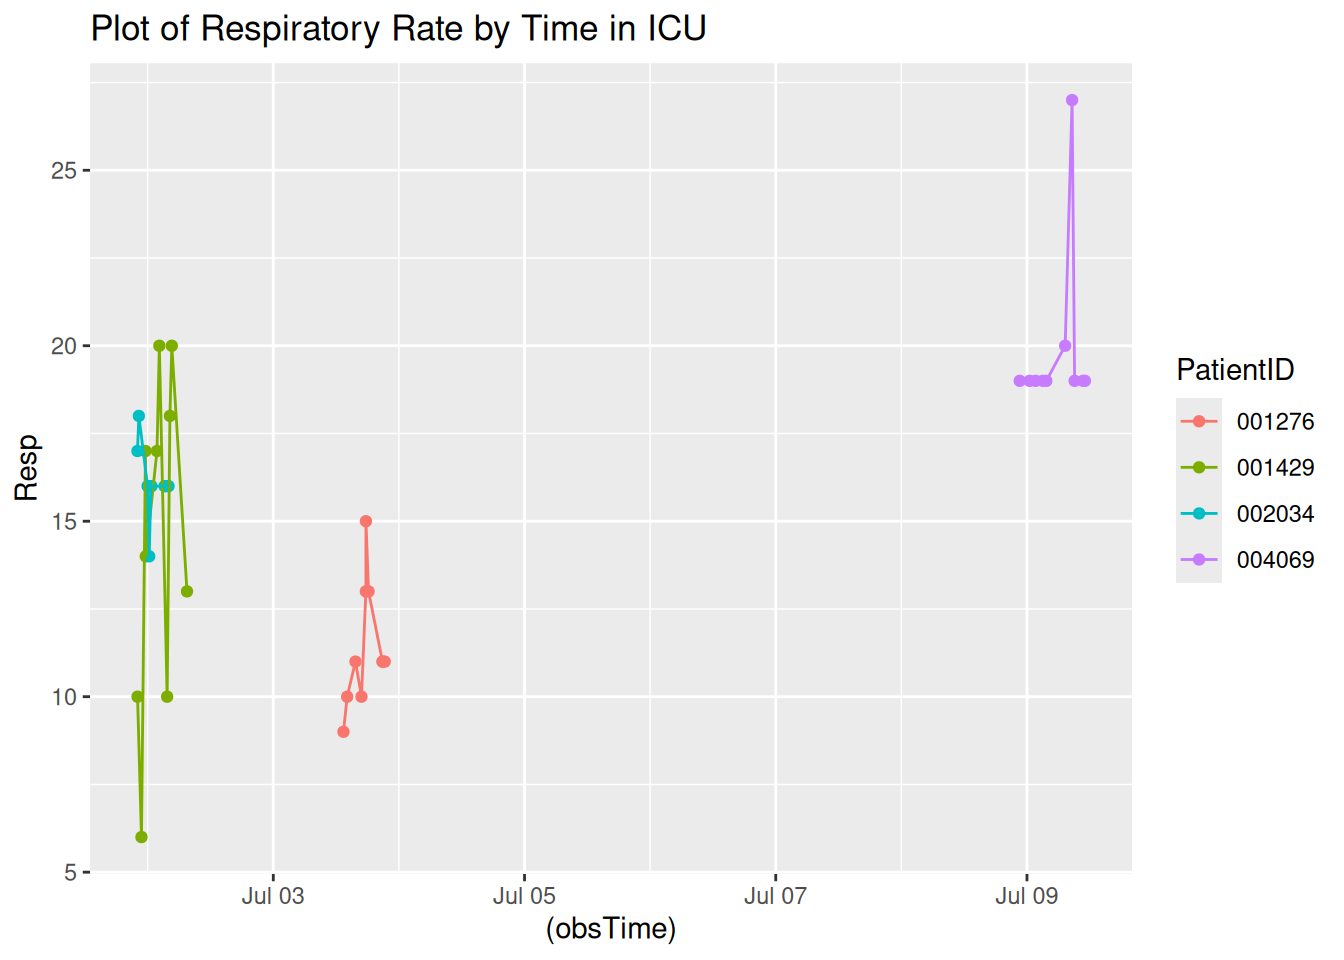 Plot of Respiratory Rate by Time in ICU
25
20
15
10
5
Resp
Jul 03
Jul 05
Jul 07
Jul 09
(obsTime)
PatientID
001276
001429
002034
004069